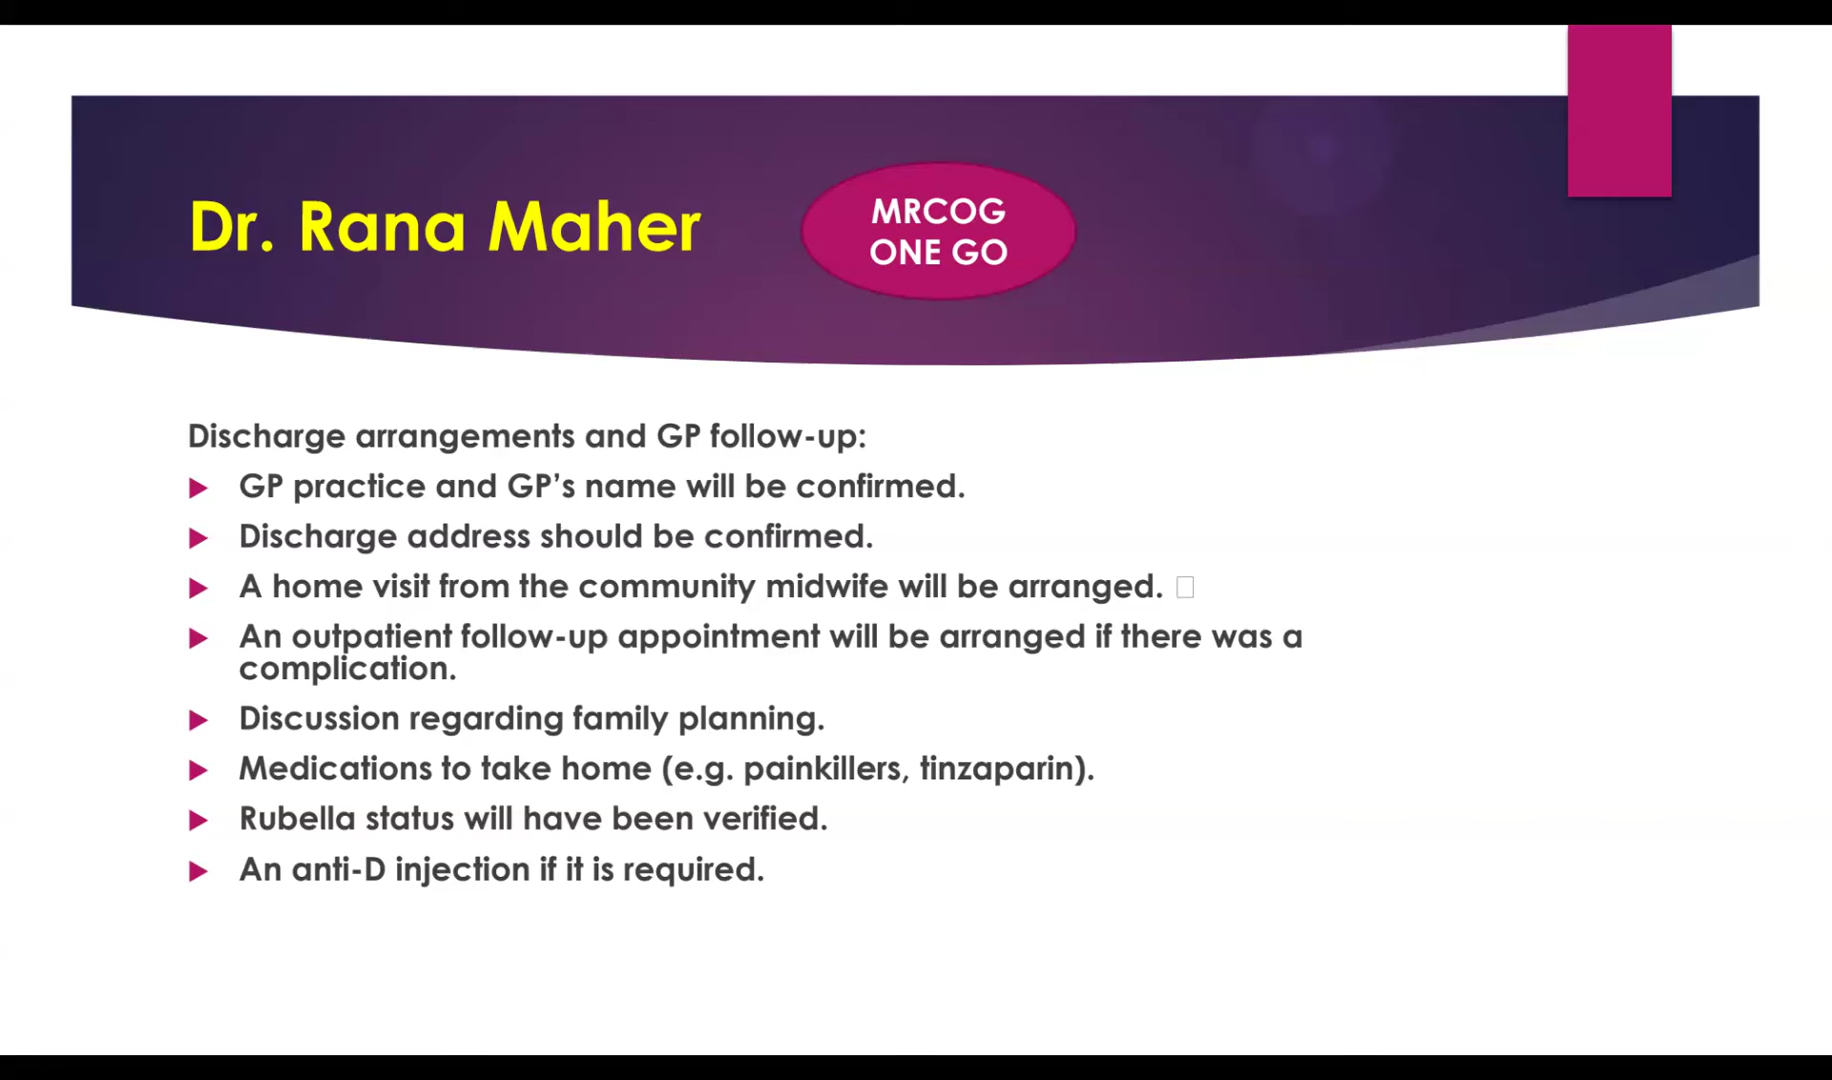 Dr. Rana Maher
MRCOG
ONE GO
Discharge arrangements and GP follow-up:
GP practice and GP’s name will be confirmed.
Discharge address should be confirmed.
A home visit from the community midwife will be arranged. 
An outpatient follow-up appointment will be arranged if there was a
complication.
Discussion regarding family planning.
Medications to take home (e.g. painkillers, tinzaparin).
Rubella status will have been verified.
An anti-D injection if it is required.